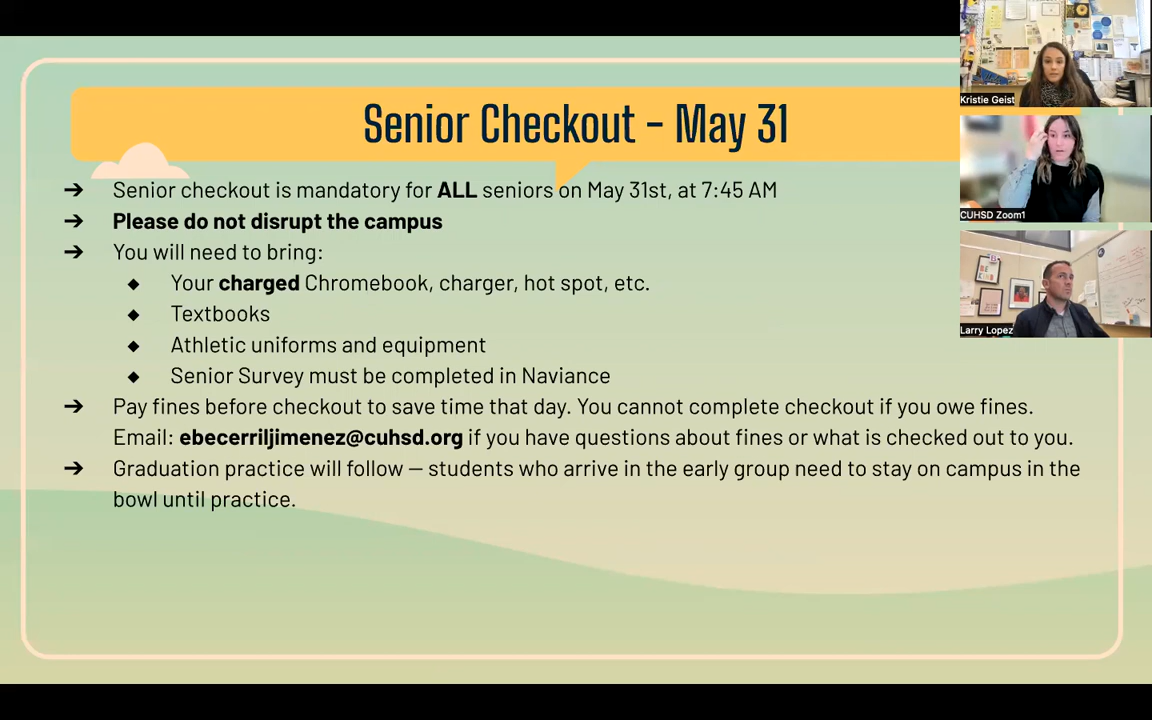 Senior Checkout - May 31
➔ Senior checkout is mandatory for ALL seniors on May 31st, at 7:45 AM
➔ Please do not disrupt the campus
➔ You will need to bring:
◆ Your charged Chromebook, charger, hot spot, etc.
◆ Textbooks
◆ Athletic uniforms and equipment
◆ Senior Survey must be completed in Naviance
➔ Pay fines before checkout to save time that day. You cannot complete checkout if you owe fines.
Email: ebecerriljimenez@cuhsd.org if you have questions about fines or what is checked out to you.
➔ Graduation practice will follow — students who arrive in the early group need to stay on campus in the
bowl until practice.
Kristie Geist
CUHSD Zoom1
BE
KIND
Larry Lopez